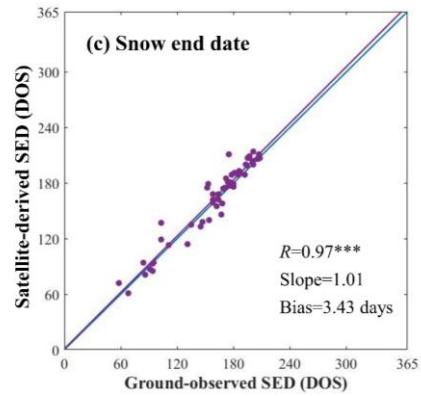 (c) Snow end date
Satellite-derived SED (DOS)
365
300
240
180
120
60
0
R=0.97***
Slope=1.01
Bias=3.43 days
0 60 120 180 240 300 365
Ground-observed SED (DOS)